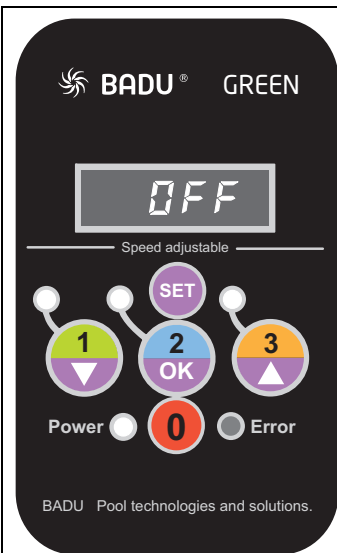 BADU® GREEN
OFF
Speed adjustable
SET
1 2 3
OK
Power 0 Error
BADU Pool technologies and solutions.